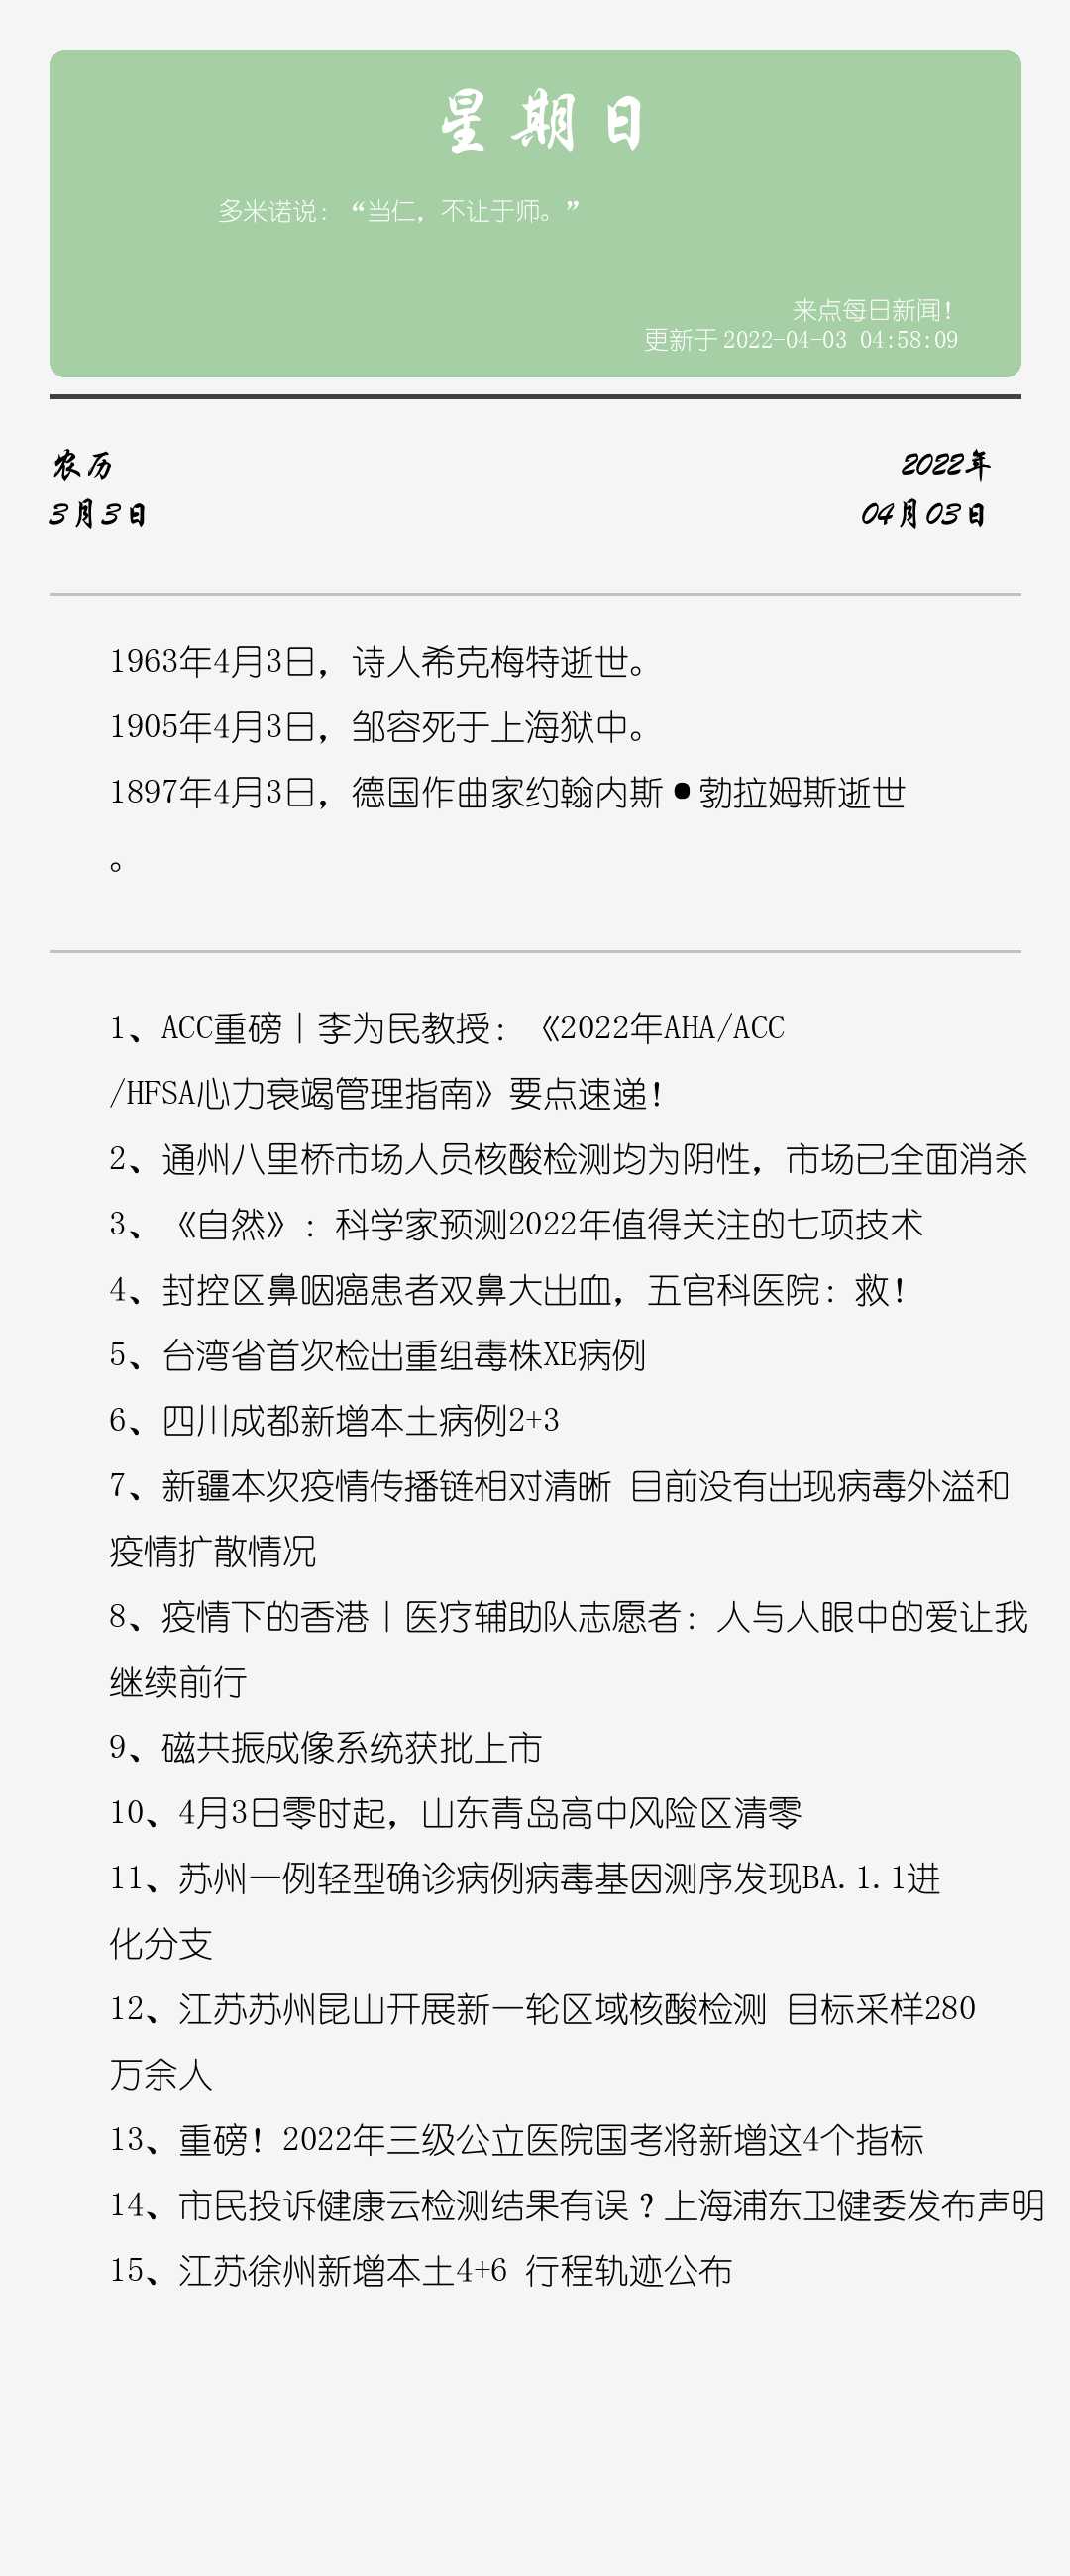 星期日
多米诺说：“当仁，不让于师。”
来点每日新闻！
更新于 2022-04-03 04:58:09
农历
2022年
3月3日
04月03日
1963年4月3日，诗人希克梅特逝世。
1905年4月3日，邹容死于上海狱中。
1897年4月3日，德国作曲家约翰内斯•勃拉姆斯逝世
。
1、ACC重磅丨李为民教授：《2022年AHA/ACC
/HFSA心力衰竭管理指南》要点速递！
2、通州八里桥市场人员核酸检测均为阴性，市场已全面消杀
3、《自然》：科学家预测2022年值得关注的七项技术
4、封控区鼻咽癌患者双鼻大出血，五官科医院：救！
5、台湾省首次检出重组毒株XE病例
6、四川成都新增本土病例2+3
7、新疆本次疫情传播链相对清晰 目前没有出现病毒外溢和
疫情扩散情况
8、疫情下的香港丨医疗辅助队志愿者：人与人眼中的爱让我
继续前行
9、磁共振成像系统获批上市
10、4月3日零时起，山东青岛高中风险区清零
11、苏州一例轻型确诊病例病毒基因测序发现BA.1.1进
化分支
12、江苏苏州昆山开展新一轮区域核酸检测 目标采样280
万余人
13、重磅！2022年三级公立医院国考将新增这4个指标
14、市民投诉健康云检测结果有误？上海浦东卫健委发布声明
15、江苏徐州新增本土4+6 行程轨迹公布